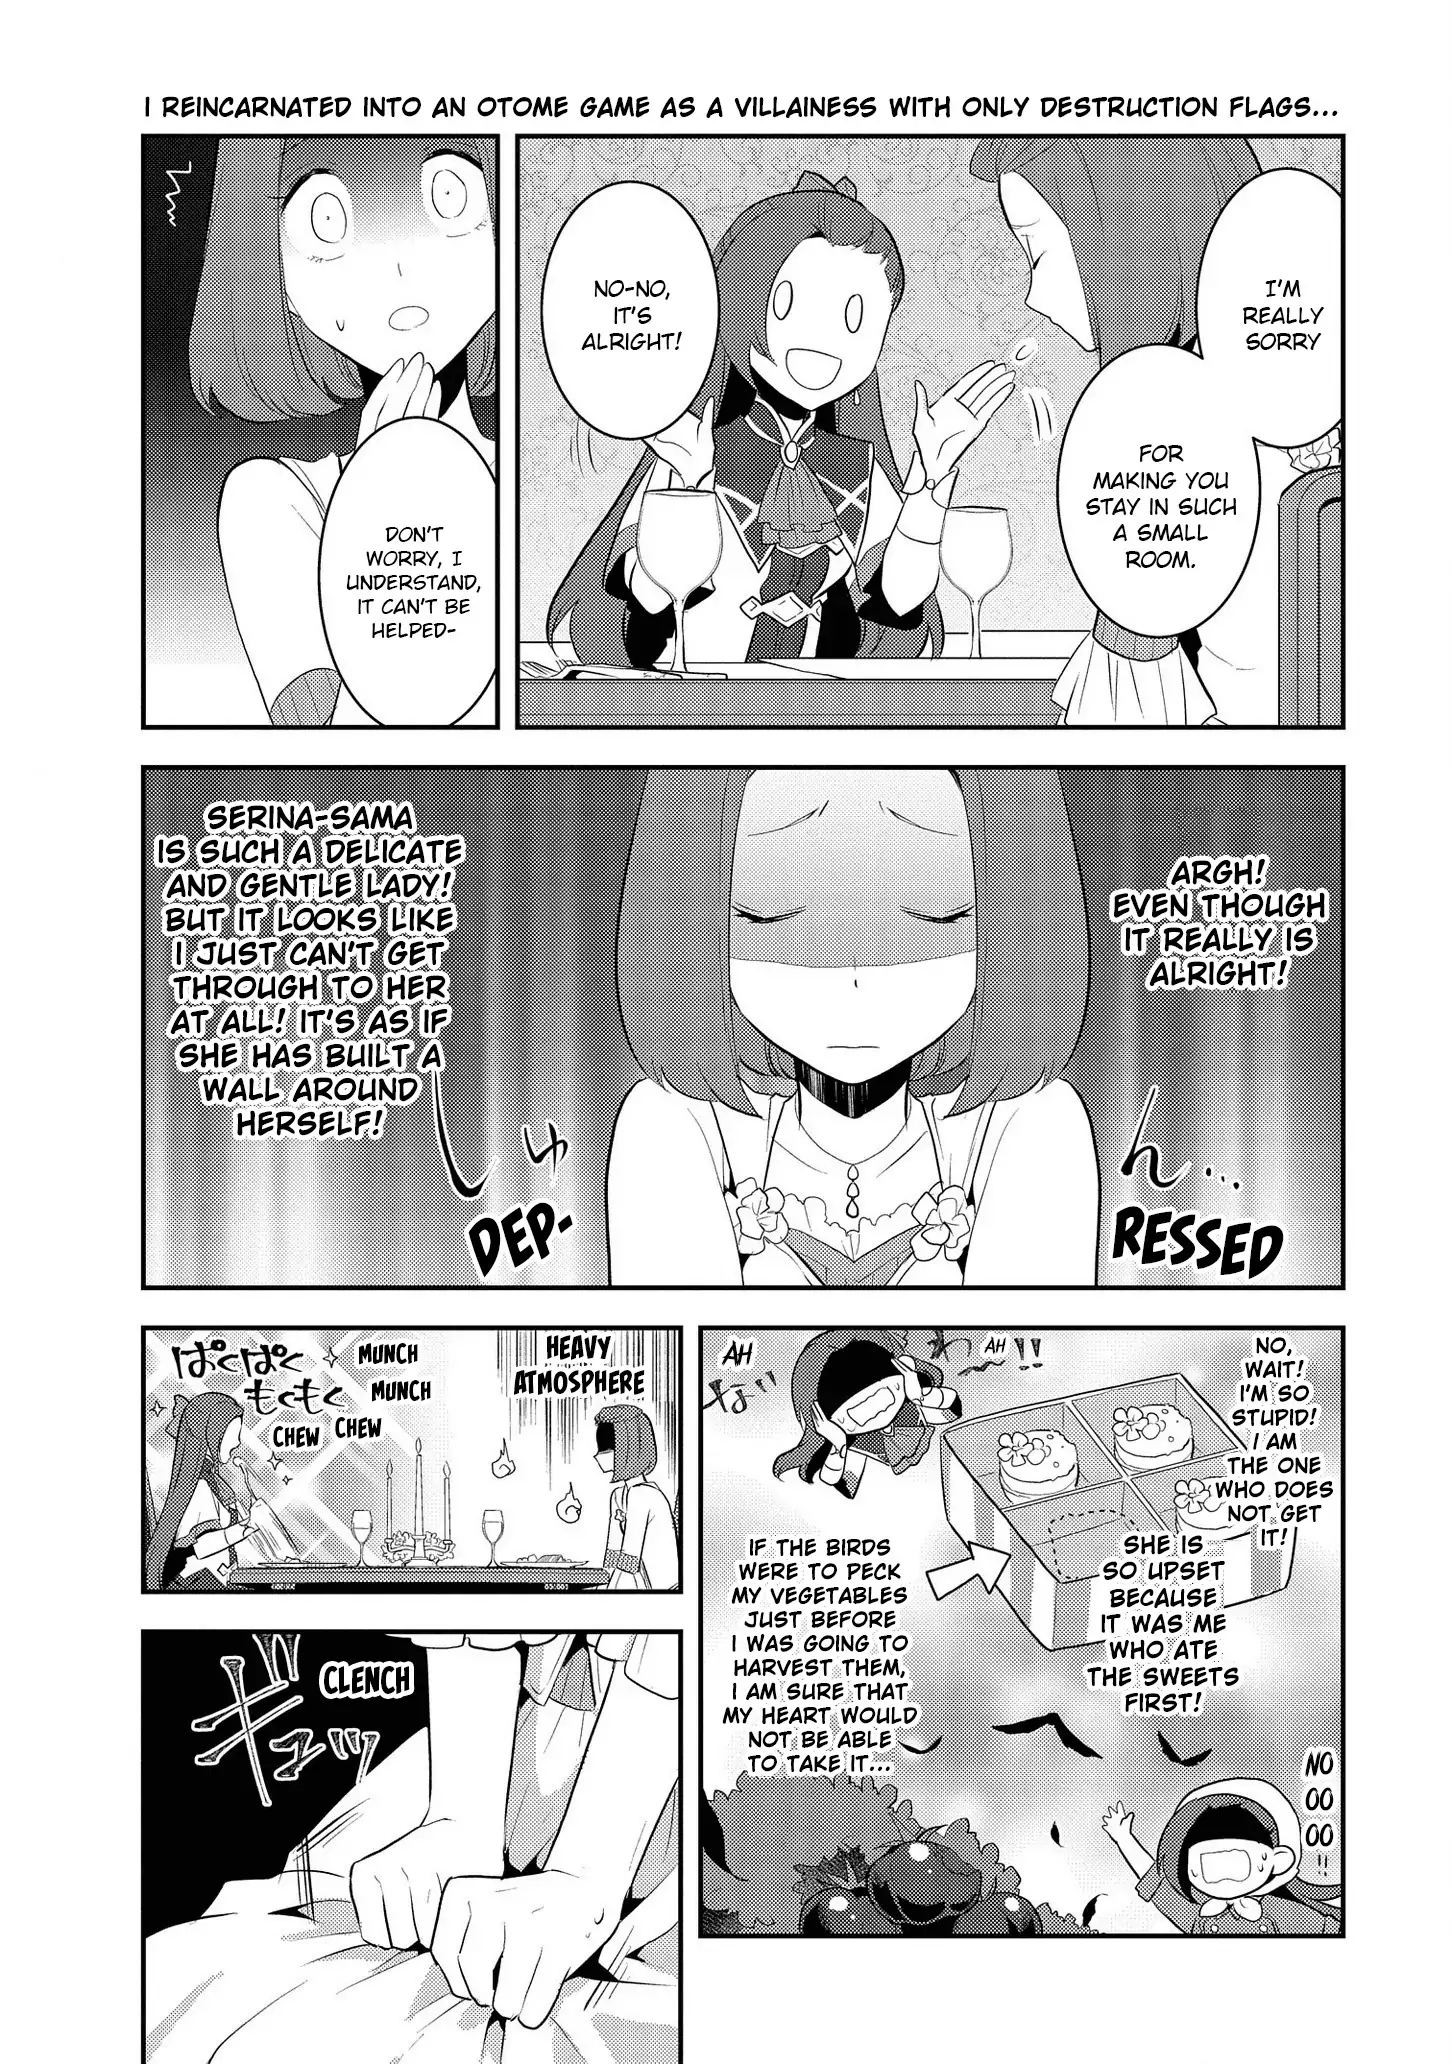 I REINCARNATED INTO AN OTOME GAME AS A VILLAINESS WITH ONLY DESTRUCTION FLAGS...
I'M
REALLY
SORRY
FOR
MAKING YOU
STAY IN SUCH
A SMALL
ROOM.
NO-NO,
IT'S
ALRIGHT!
DON'T
WORRY, I
UNDERSTAND,
IT CAN'T BE
HELPED-
ARGH!
EVEN THOUGH
IT REALLY IS
ALRIGHT!
SERINA-SAMA
IS SUCH A DELICATE
AND GENTLE LADY!
BUT IT LOOKS LIKE
I JUST CAN'T GET
THROUGH TO HER
AT ALL! IT'S AS IF
SHE HAS BUILT A
WALL AROUND
HERSELF!
しゅん...
DEP-
RESSED
NO,
WAIT!
I'M SO
STUPID!
I AM
THE ONE
WHO DOES
NOT GET
IT!
わー!!
AH
AH
SHE IS
SO UPSET
BECAUSE
IT WAS ME
WHO ATE
THE SWEETS
FIRST!
IF THE BIRDS
WERE TO PECK
MY VEGETABLES
JUST BEFORE
I WAS GOING TO
HARVEST THEM,
I AM SURE THAT
MY HEART WOULD
NOT BE ABLE
TO TAKE IT...
NO
OO
OO
!!
HEAVY
ATMOSPHERE
ぱくぱく
もくもく
MUNCH
MUNCH
CHEW
CHEW
ギュッ
CLENCH